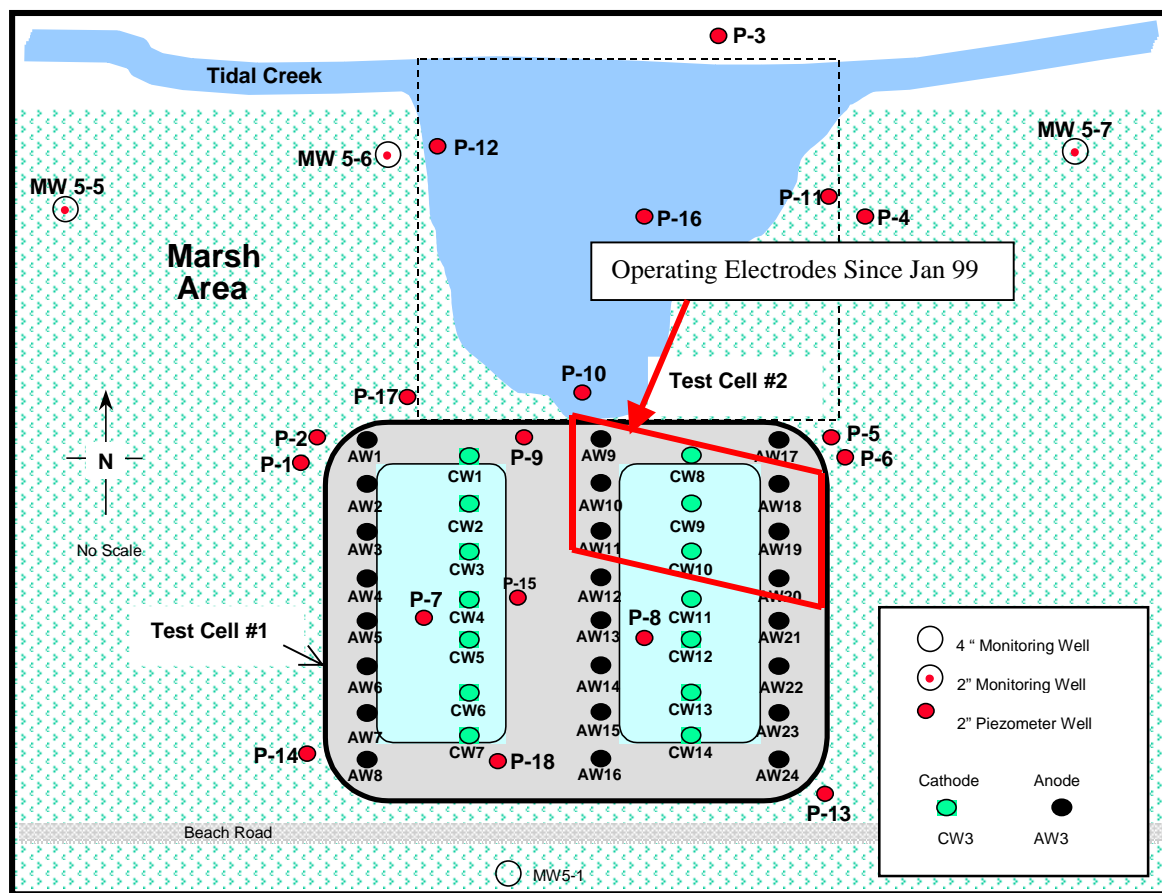 P-3
Tidal Creek
P-12
MW 5-6
MW 5-7
MW 5-5
P-11
P-16
P-4
Marsh
Area
Operating Electrodes Since Jan 99
P-10
Test Cell #2
P-17
P-2
P-9
P-5
P-1
P-6
N
No Scale
AW1
CW1
AW9
CW8
AW17
AW2
CW2
AW10
CW9
AW18
AW3
CW3
AW11
CW10
AW19
AW4
CW4
P-15
AW12
CW11
AW20
P-7
P-8
Test Cell #1
AW5
CW5
AW13
CW12
AW21
AW6
CW6
AW14
CW13
AW22
AW7
CW7
AW15
CW14
AW23
P-14
AW8
P-18
AW16
AW24
P-13
Beach Road
MW5-1
4 “ Monitoring Well
2” Monitoring Well
2” Piezometer Well
Cathode
Anode
CW3
AW3